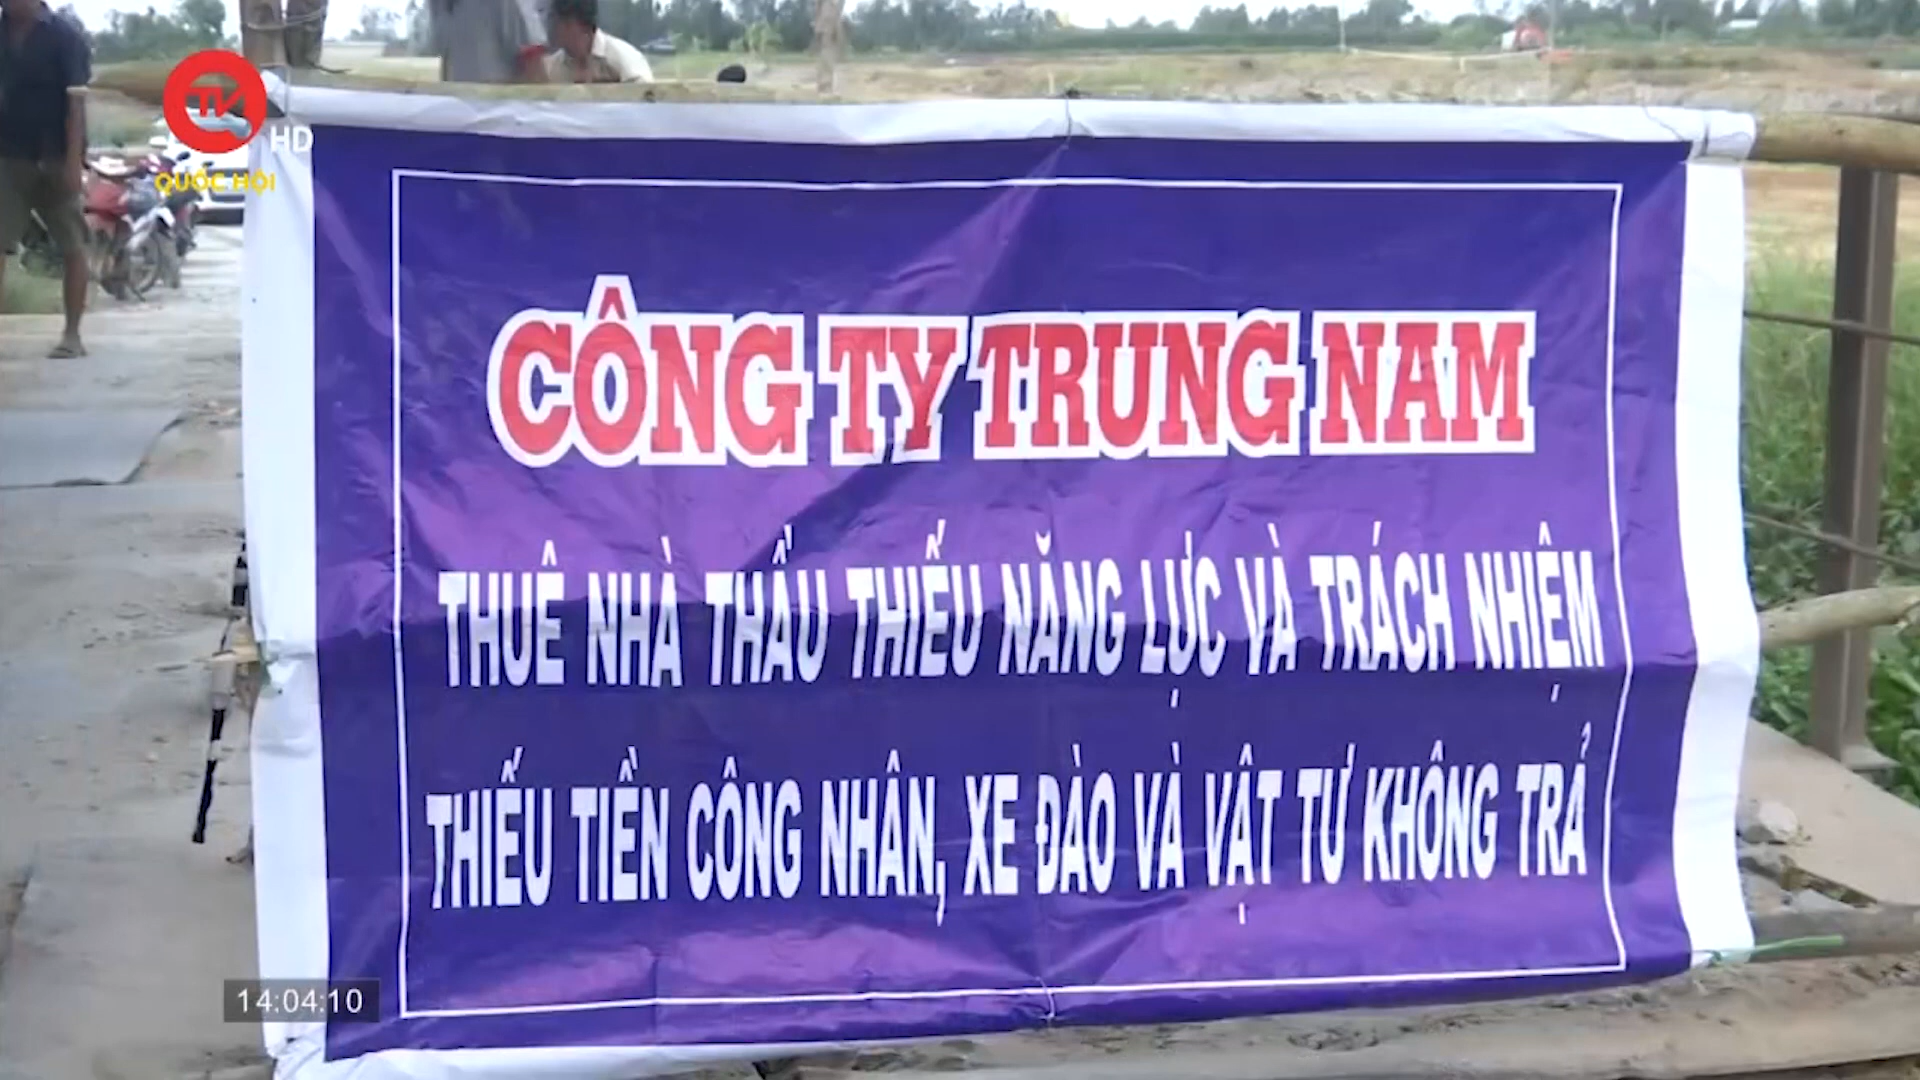 TV
HD
QUỐC HỘI
CÔNG TY TRUNG NAM
THUÊ NHÀ THẦU THIẾU NĂNG LỰC VÀ TRÁCH NHIỆM
THIẾU TIỀN CÔNG NHÂN, XE ĐÀO VÀ VẬT TƯ KHÔNG TRẢ
14:04:10